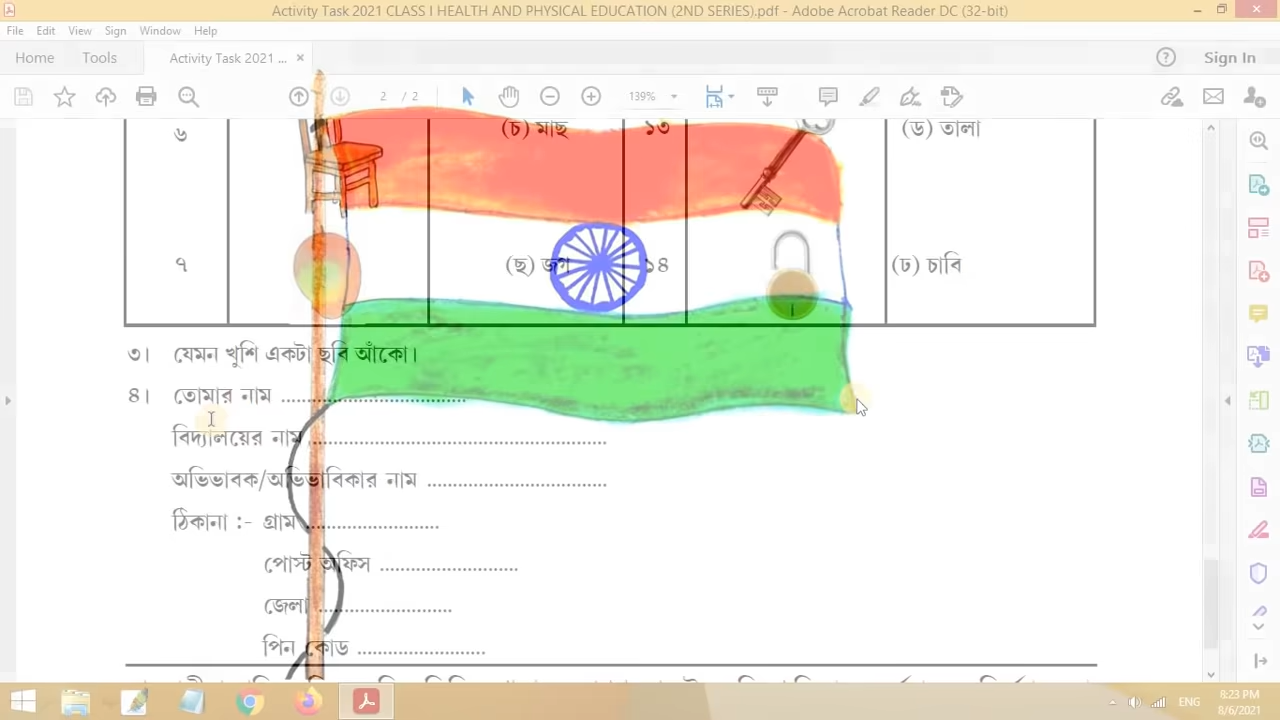 Activity Task 2021 CLASS I HEALTH AND PHYSICAL EDUCATION (2ND SERIES).pdf - Adobe Acrobat Reader DC (32-bit)
File Edit View Sign Window Help
Home Tools Activity Task 2021 ... × Sign In
2 / 2 139%
৬ (চ) মাছ ১৩ (ড) তালা
৭ (ছ) জগ ১৪ (ঢ) চাবি
৩। যেমন খুশি একটা ছবি আঁকো।
৪। তোমার নাম ................................
বিদ্যালয়ের নাম ..................................................
অভিভাবক/অভিভাবিকার নাম ..............................
ঠিকানা :- গ্রাম .......................
পোস্ট অফিস .......................
জেলা .......................
পিন কোড ......................
ENG
8:23 PM
8/6/2021